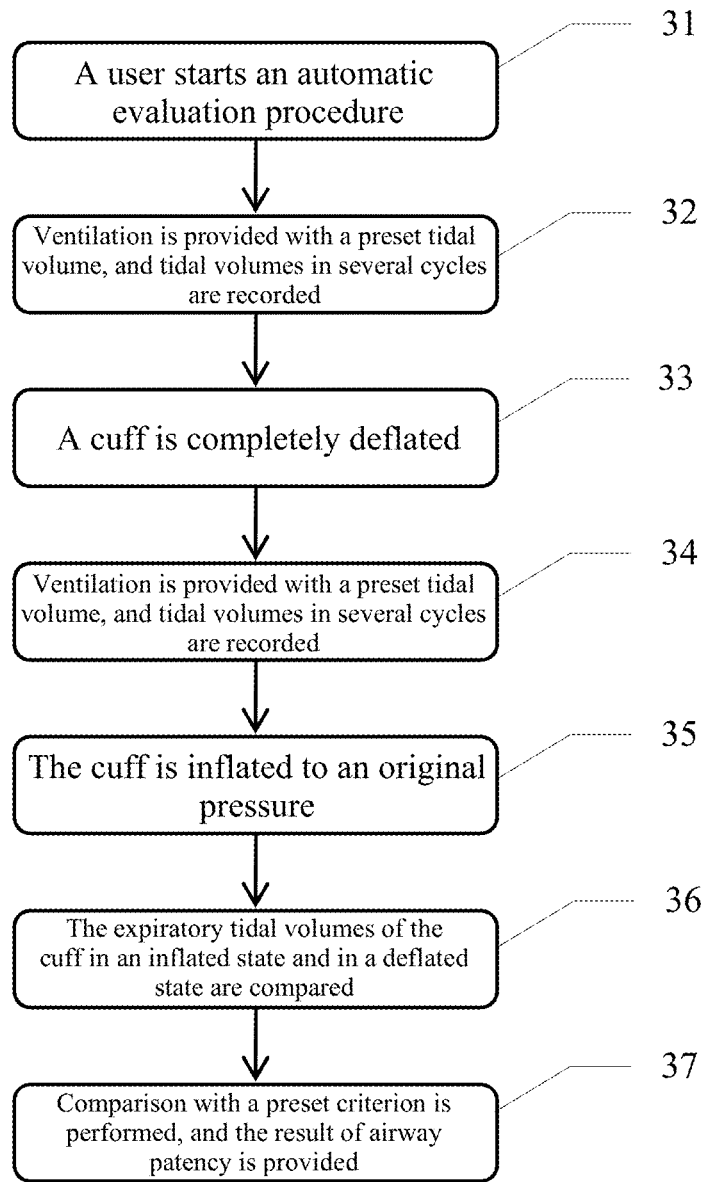 31
A user starts an automatic
evaluation procedure
32
Ventilation is provided with a preset tidal
volume, and tidal volumes in several cycles
are recorded
33
A cuff is completely deflated
34
Ventilation is provided with a preset tidal
volume, and tidal volumes in several cycles
are recorded
35
The cuff is inflated to an original
pressure
36
The expiratory tidal volumes of the
cuff in an inflated state and in a deflated
state are compared
37
Comparison with a preset criterion is
performed, and the result of airway
patency is provided